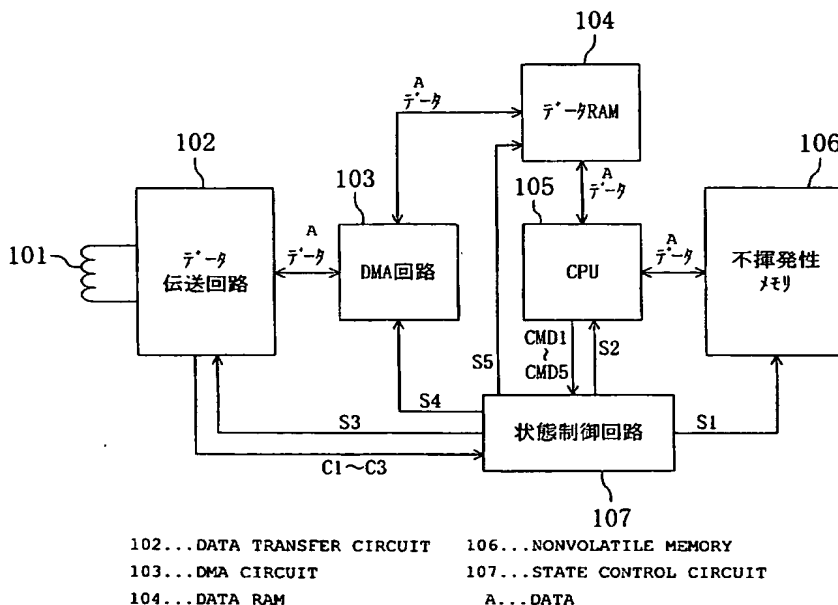 104
A
データ
データRAM
102
106
103
A
データ
105
101
データ
伝送回路
A
データ
DMA回路
CPU
A
データ
不揮発性
メモリ
CMD1
～
CMD5
S2
S5
S4
S3
状態制御回路
S1
C1～C3
107
102...DATA TRANSFER CIRCUIT
106...NONVOLATILE MEMORY
103...DMA CIRCUIT
107...STATE CONTROL CIRCUIT
104...DATA RAM
A...DATA